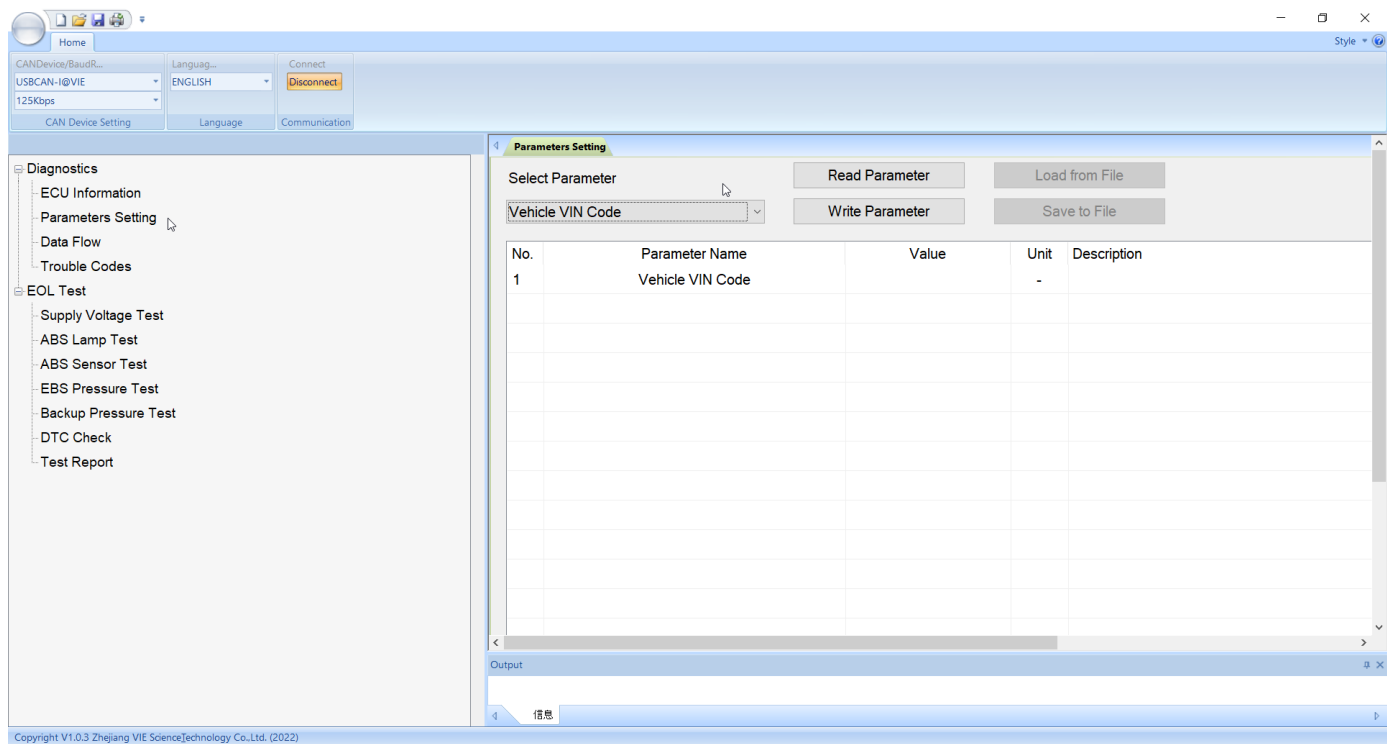 Home
Style
CANDevice/BaudR...
Languag...
Connect
USBCAN-I@VIE
ENGLISH
Disconnect
125Kbps
CAN Device Setting
Language
Communication
Diagnostics
ECU Information
Parameters Setting
Data Flow
Trouble Codes
EOL Test
Supply Voltage Test
ABS Lamp Test
ABS Sensor Test
EBS Pressure Test
Backup Pressure Test
DTC Check
Test Report
Parameters Setting
Select Parameter
Read Parameter
Load from File
Vehicle VIN Code
Write Parameter
Save to File
No. Parameter Name Value Unit Description
1 Vehicle VIN Code -
Output
信息
Copyright V1.0.3 Zhejiang VIE Science Technology Co.,Ltd. (2022)